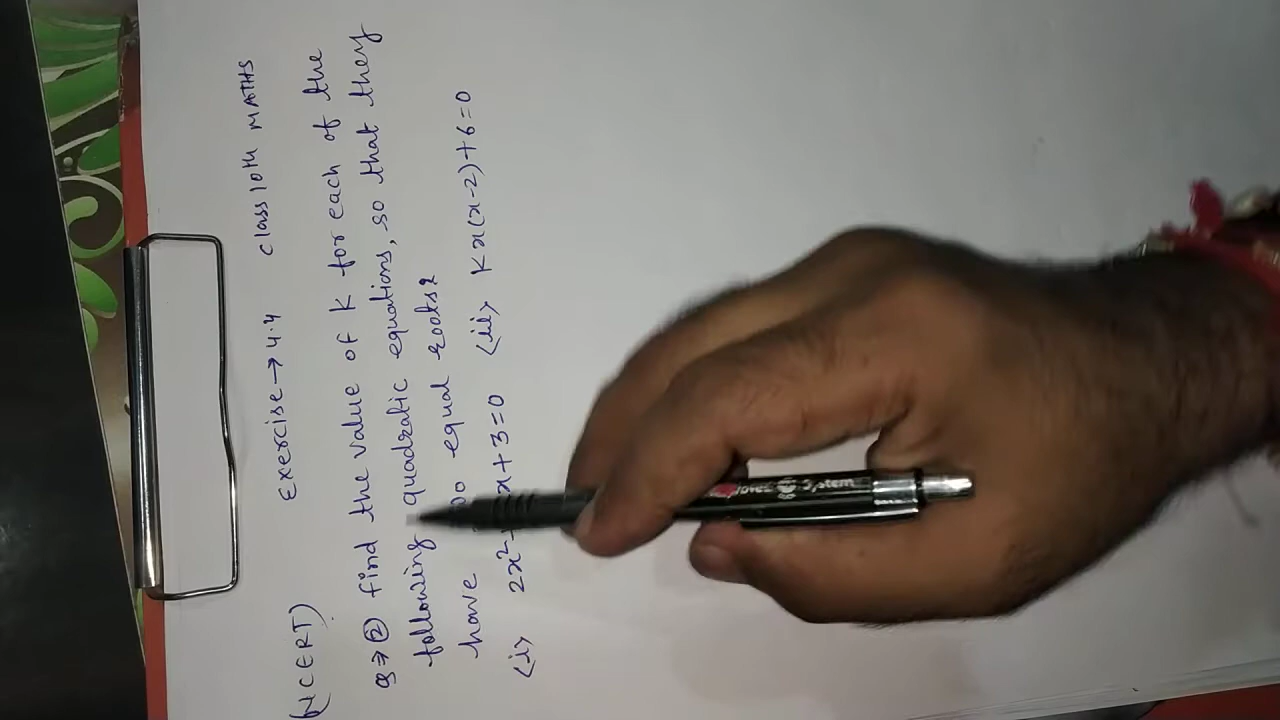 (NCERT) Exercise→4.4 class 10th MATHS
Q⇒② find the value of K for each of the
following quadratic equations, so that they
have equal roots?
(i) 2x²+ x+3=0 (ii) Kx(x-2)+6=0
System